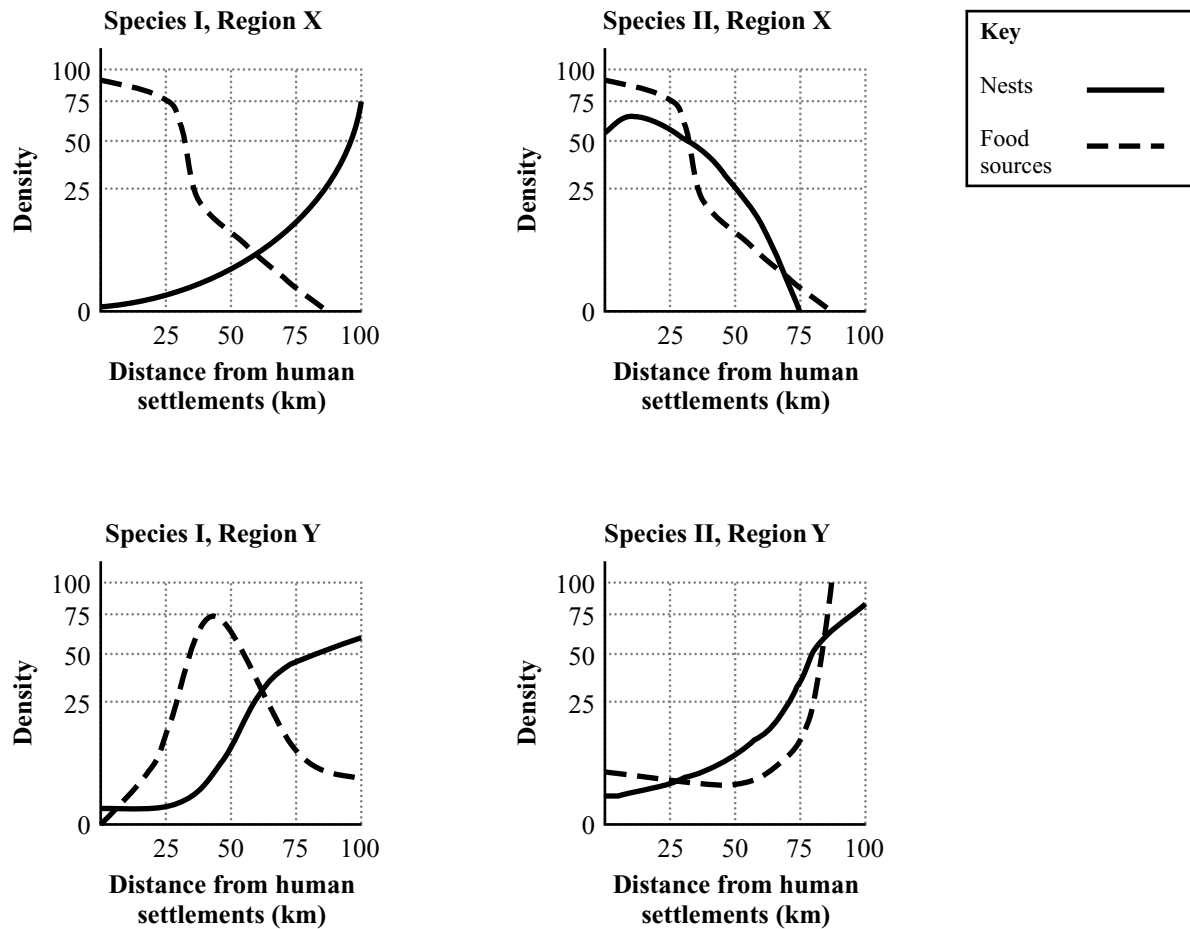 Species I, Region X
100
75
50
25
0
Density
25 50 75 100
Distance from human
settlements (km)
Species II, Region X
100
75
50
25
0
Density
25 50 75 100
Distance from human
settlements (km)
Key
Nests
Food
sources
Species I, Region Y
100
75
50
25
0
Density
25 50 75 100
Distance from human
settlements (km)
Species II, Region Y
100
75
50
25
0
Density
25 50 75 100
Distance from human
settlements (km)